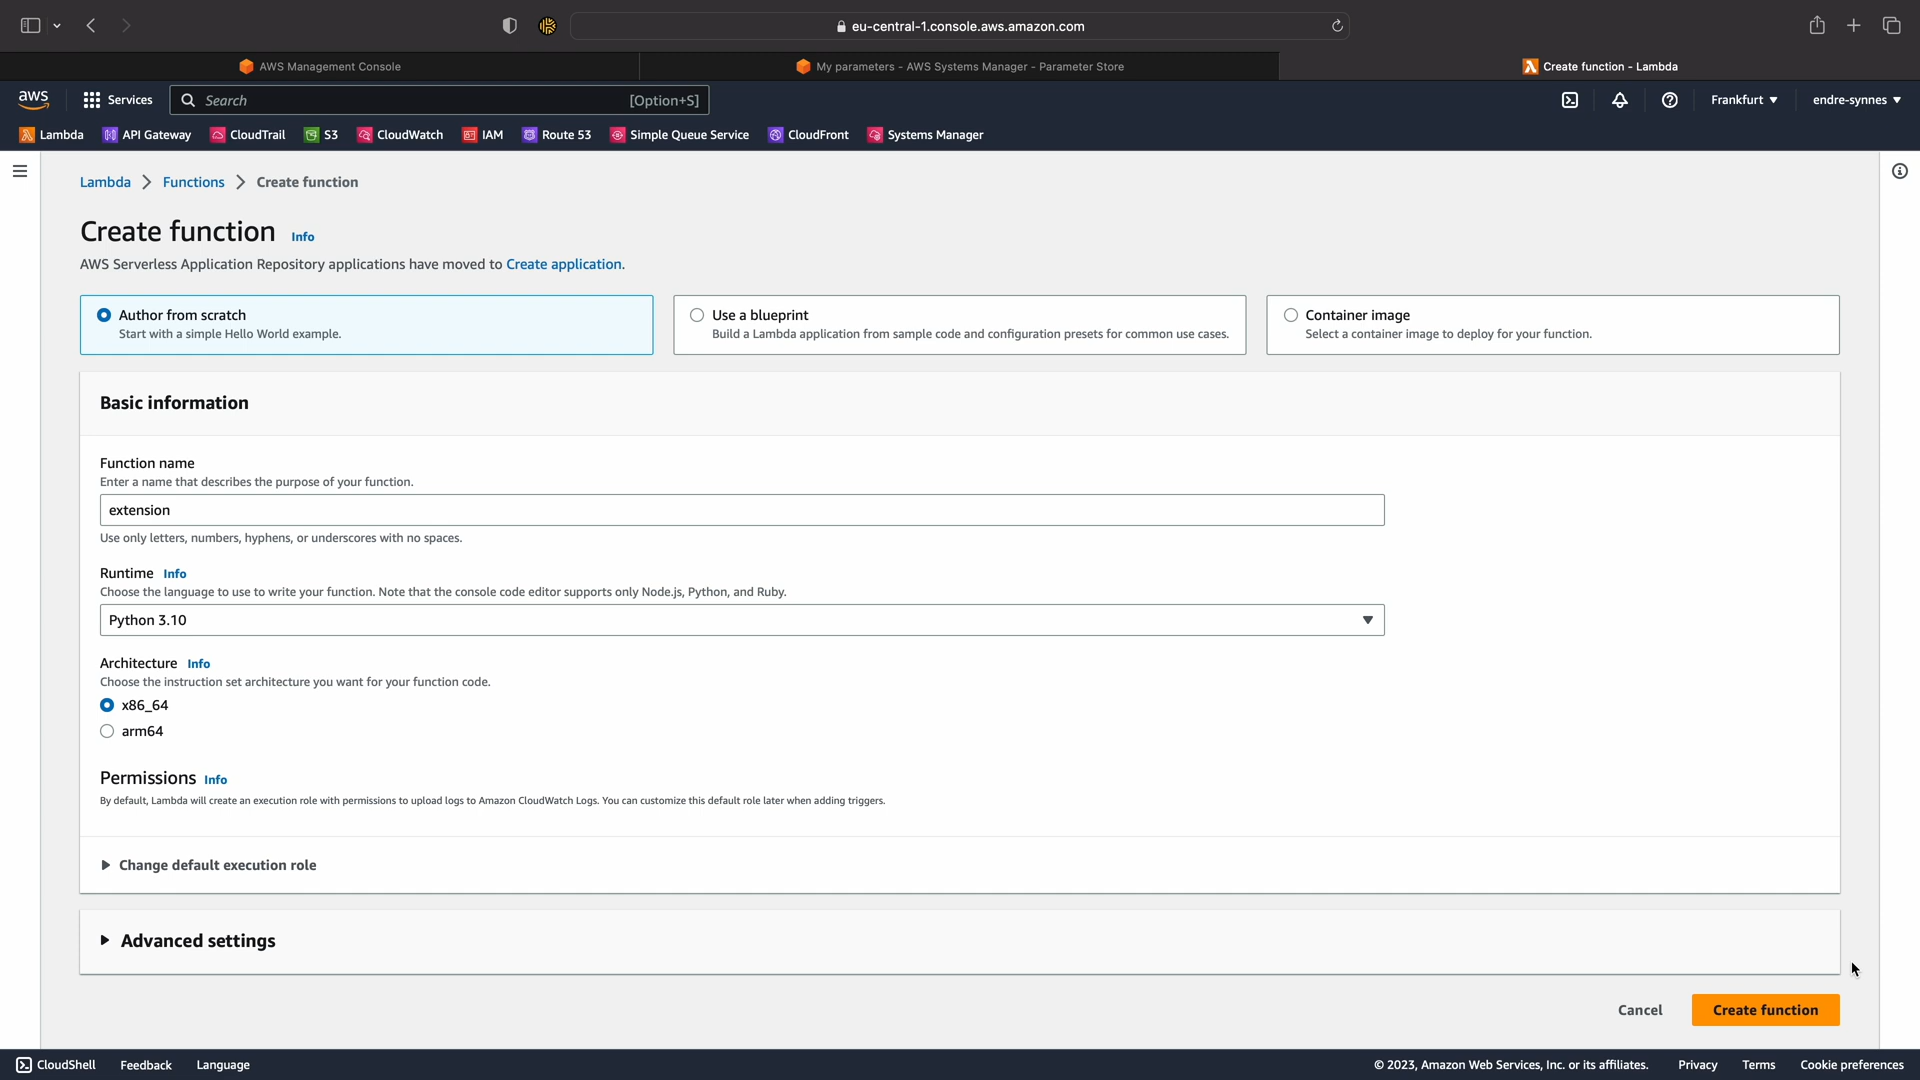 eu-central-1.console.aws.amazon.com
AWS Management Console
My parameters - AWS Systems Manager - Parameter Store
Create function - Lambda
aws
Services
Search
[Option+S]
Frankfurt
endre-synnes
Lambda
API Gateway
CloudTrail
S3
CloudWatch
IAM
Route 53
Simple Queue Service
CloudFront
Systems Manager
Lambda
Functions
Create function
Create function Info
AWS Serverless Application Repository applications have moved to Create application.
Author from scratch
Start with a simple Hello World example.
Use a blueprint
Build a Lambda application from sample code and configuration presets for common use cases.
Container image
Select a container image to deploy for your function.
Basic information
Function name
Enter a name that describes the purpose of your function.
extension
Use only letters, numbers, hyphens, or underscores with no spaces.
Runtime Info
Choose the language to use to write your function. Note that the console code editor supports only Node.js, Python, and Ruby.
Python 3.10
Architecture Info
Choose the instruction set architecture you want for your function code.
x86_64
arm64
Permissions Info
By default, Lambda will create an execution role with permissions to upload logs to Amazon CloudWatch Logs. You can customize this default role later when adding triggers.
Change default execution role
Advanced settings
Cancel
Create function
CloudShell
Feedback
Language
© 2023, Amazon Web Services, Inc. or its affiliates.
Privacy
Terms
Cookie preferences